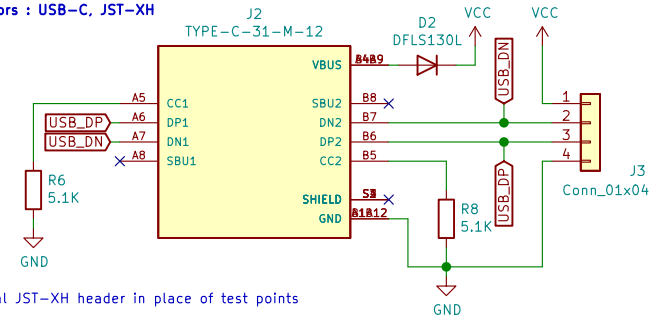 ors : USB-C, JST-XH
J2
TYPE-C-31-M-12
D2
DFLS130L
VCC
VCC
VBUS
USB_DN
A5
CC1
SBU2
B8
1
USB_DP
A6
DP1
DN2
B7
2
USB_DN
A7
DN1
DP2
B6
3
A8
SBU1
CC2
B5
4
J3
Conn_01x04
R6
5.1K
USB_DP
SHIELD
GND
R8
5.1K
GND
GND
al JST-XH header in place of test points